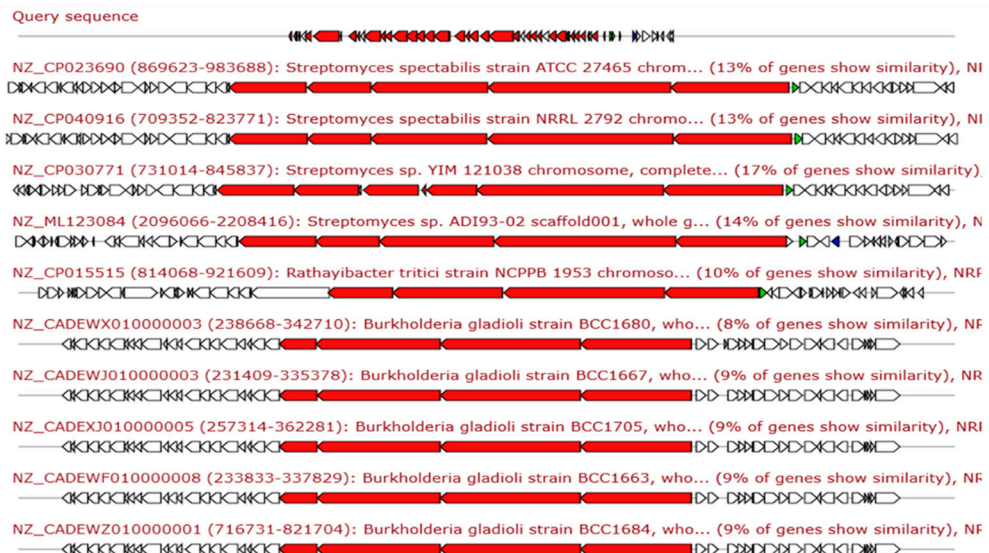 Query sequence
NZ_CP023690 (869623-983688): Streptomyces spectabilis strain ATCC 27465 chrom... (13% of genes show similarity), NI
NZ_CP040916 (709352-823771): Streptomyces spectabilis strain NRRL 2792 chromo... (13% of genes show similarity), NI
NZ_CP030771 (731014-845837): Streptomyces sp. YIM 121038 chromosome, complete... (17% of genes show similarity),
NZ_ML123084 (2096066-2208416): Streptomyces sp. ADI93-02 scaffold001, whole g... (14% of genes show similarity), N
NZ_CP015515 (814068-921609): Rathayibacter tritici strain NCPPB 1953 chromoso... (10% of genes show similarity), NRF
NZ_CADEWX010000003 (238668-342710): Burkholderia gladioli strain BCC1680, who... (8% of genes show similarity), NF
NZ_CADEWJ010000003 (231409-335378): Burkholderia gladioli strain BCC1667, who... (9% of genes show similarity), NR
NZ_CADEXJ010000005 (257314-362281): Burkholderia gladioli strain BCC1705, who... (9% of genes show similarity), NRI
NZ_CADEWF010000008 (233833-337829): Burkholderia gladioli strain BCC1663, who... (9% of genes show similarity), NF
NZ_CADEWZ010000001 (716731-821704): Burkholderia gladioli strain BCC1684, who... (9% of genes show similarity), NF